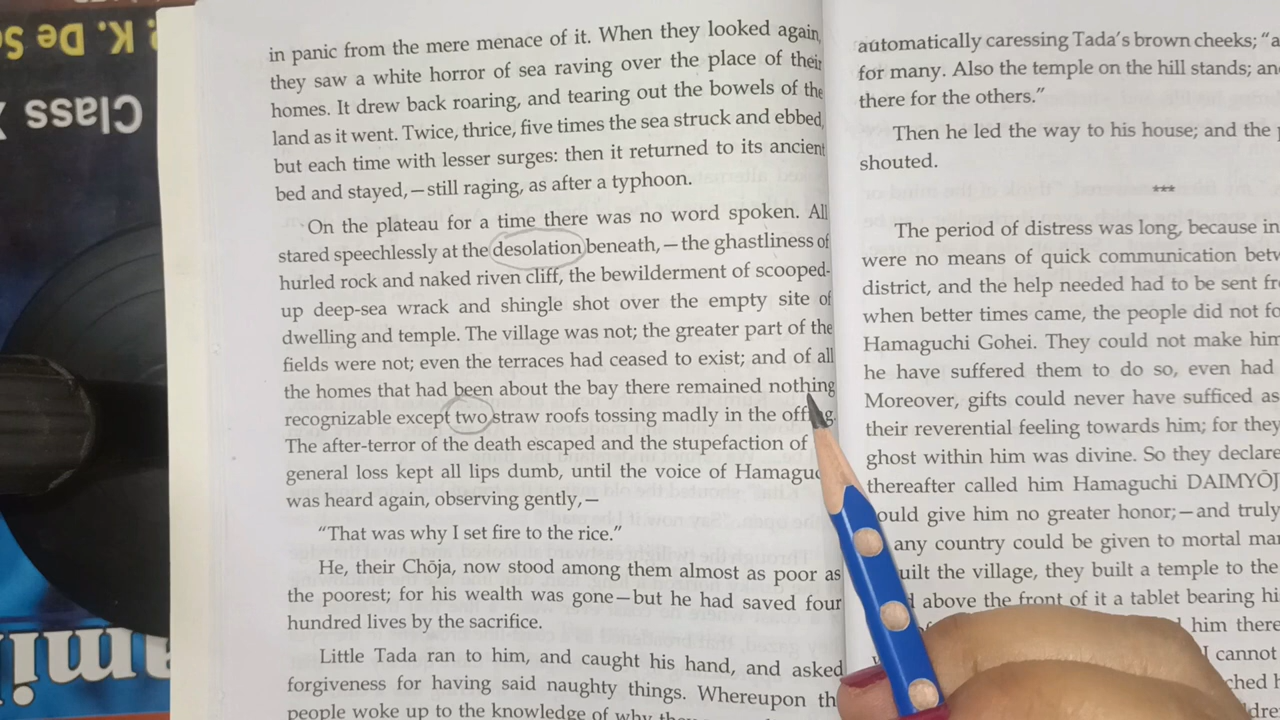 K. De S
Class X
in panic from the mere menace of it. When they looked again,
they saw a white horror of sea raving over the place of their
homes. It drew back roaring, and tearing out the bowels of the
land as it went. Twice, thrice, five times the sea struck and ebbed,
but each time with lesser surges: then it returned to its ancient
bed and stayed,—still raging, as after a typhoon.
On the plateau for a time there was no word spoken. All
stared speechlessly at the desolation beneath,—the ghastliness of
hurled rock and naked riven cliff, the bewilderment of scooped-
up deep-sea wrack and shingle shot over the empty site of
dwelling and temple. The village was not; the greater part of the
fields were not; even the terraces had ceased to exist; and of all
the homes that had been about the bay there remained nothing
recognizable except two straw roofs tossing madly in the
The after-terror of the death escaped and the stupefaction of
general loss kept all lips dumb, until the voice of
was heard again, observing gently,—
"That was why I set fire to the rice."
He, their Chōja, now stood among them almost as poor as
the poorest; for his wealth was gone—but he had saved four
hundred lives by the sacrifice.
Little Tada ran to him, and caught his hand, and asked
forgiveness for having said naughty things. Whereupon
people woke up to the knowledge of why
automatically caressing Tada's brown cheeks; "a
for many. Also the temple on the hill stands; and
there for the others."
Then he led the way to his house; and the
shouted.
***
The period of distress was long, because in
were no means of quick communication
district, and the help needed had to be sent
when better times came, the people did not
Hamaguchi Gohei. They could not make him
he have suffered them to do so, even had
Moreover, gifts could never have sufficed as
their reverential feeling towards him; for they
ghost within him was divine. So they
thereafter called him Hamaguchi
could give him no greater honor;—and truly
any country could be given to mortal
the village, they built a temple to the
above the front of it a tablet bearing
him
cannot